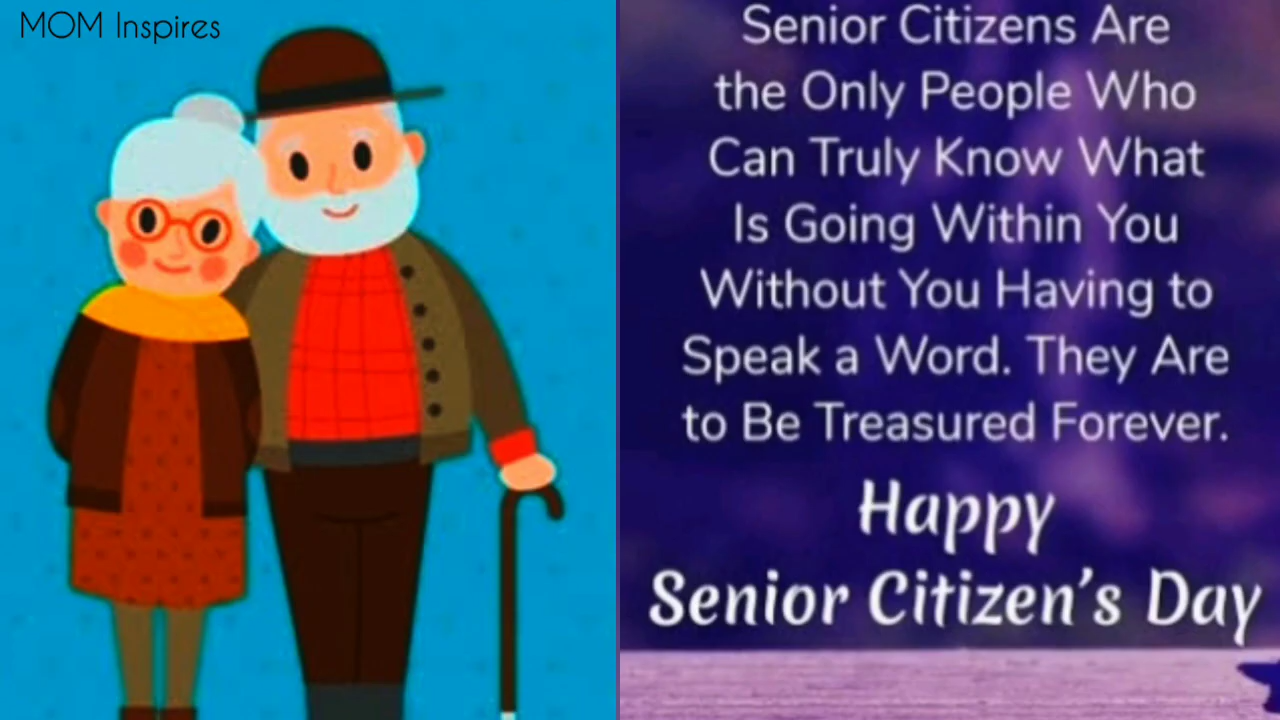 MOM Inspires
Senior Citizens Are
the Only People Who
Can Truly Know What
Is Going Within You
Without You Having to
Speak a Word. They Are
to Be Treasured Forever.
Happy
Senior Citizen’s Day